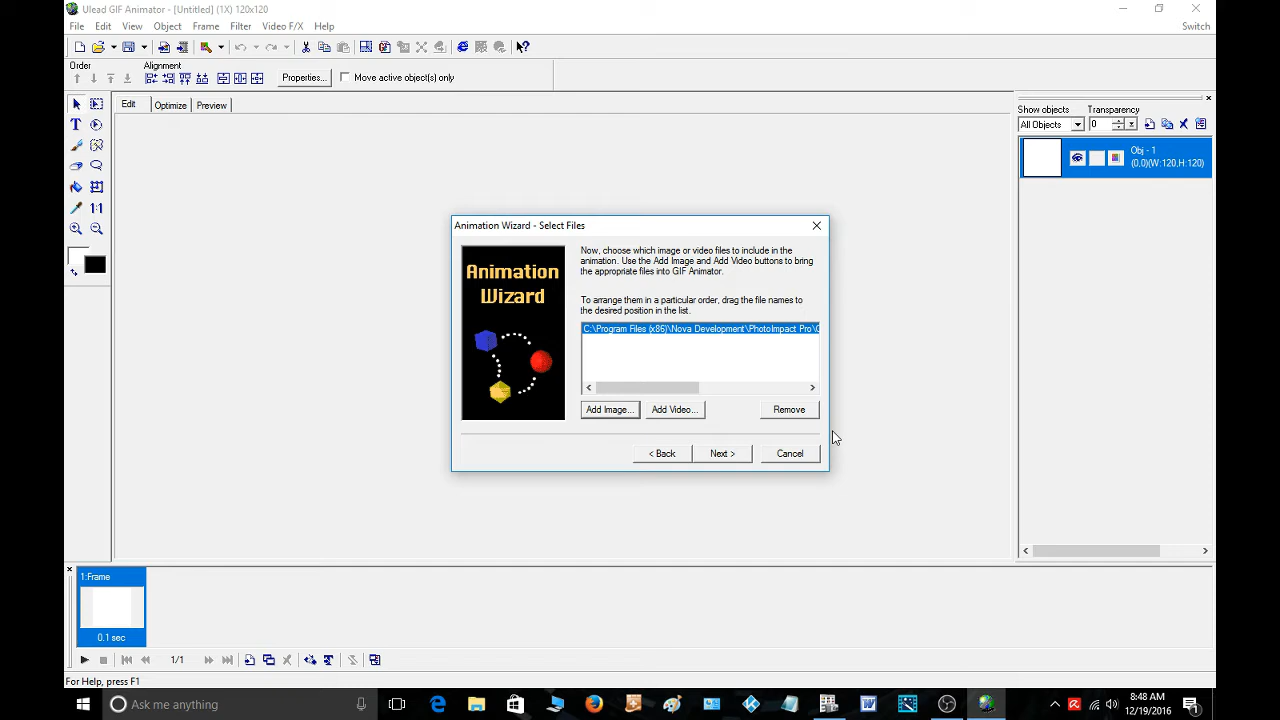 Ulead GIF Animator - [Untitled] (1X) 120x120
File Edit View Object Frame Filter Video F/X Help
Switch
Order
Alignment
Properties...
Move active object(s) only
Edit Optimize Preview
Show objects
Transparency
All Objects
0
Obj - 1
(0.0)(W:120,H:120)
T
1:1
Animation Wizard - Select Files
Animation
Wizard
Now, choose which image or video files to include in the
animation. Use the Add Image and Add Video buttons to bring
the appropriate files into GIF Animator.
To arrange them in a particular order, drag the file names to
the desired position in the list.
C:\Program Files (x86)\Nova Development\PhotoImpact Pro\
Add Image... Add Video... Remove
< Back Next > Cancel
1:Frame
0.1 sec
1/1
For Help, press F1
Ask me anything
8:48 AM
12/19/2016
1